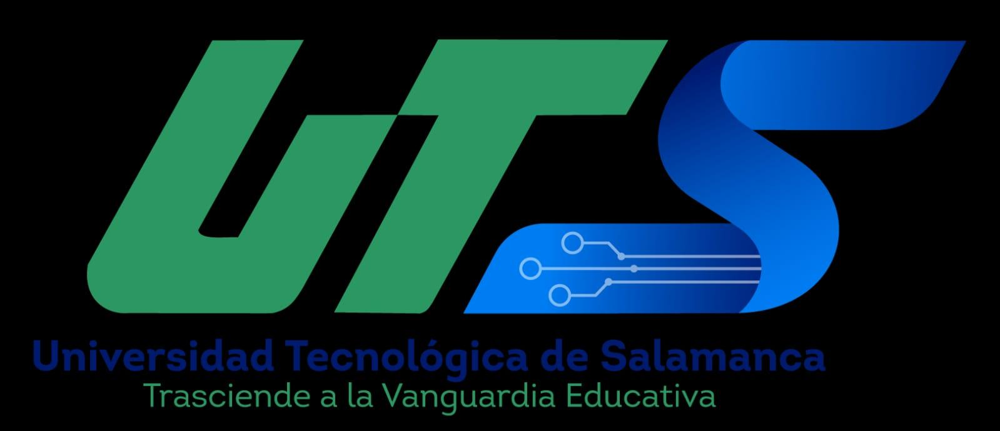 UTS
Universidad Tecnológica de Salamanca
Trasciende a la Vanguardia Educativa